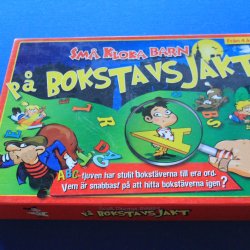 SMÅ KLOKA BARN
PÅ BOKSTAVSJAKT
ABC-tjuven har stulit bokstäverna till era ord.
Vem är snabbast på att hitta bokstäverna igen?
PÅ BOKSTAVSJAKT